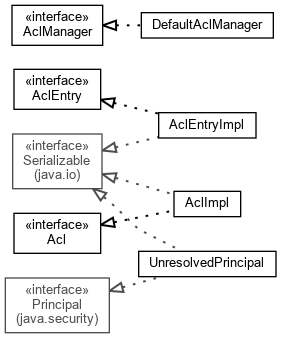 «interface»
AclManager
DefaultAclManager
«interface»
AclEntry
AclEntryImpl
«interface»
Serializable
(java.io)
AclImpl
«interface»
Acl
UnresolvedPrincipal
«interface»
Principal
(java.security)